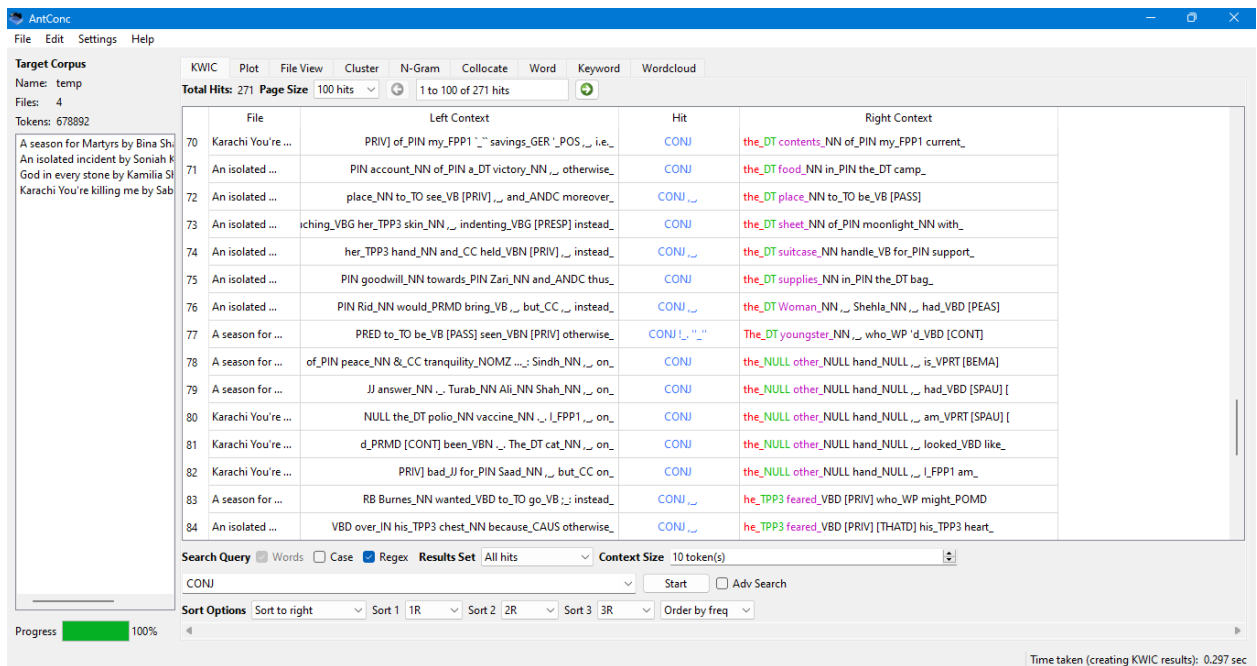 AntConc
File Edit Settings Help
Target Corpus
Name: temp
Files: 4
Tokens: 678892
A season for Martyrs by Bina Sh
An isolated incident by Soniah K
God in every stone by Kamilia Sh
Karachi You're killing me by Sab
Progress 100%
KWIC Plot File View Cluster N-Gram Collocate Word Keyword Wordcloud
Total Hits: 271 Page Size 100 hits 1 to 100 of 271 hits
File Left Context Hit Right Context
70 Karachi You're ... PRIV] of_PIN my_FPP1 `_`` savings_GER '_POS ,_, i.e._ CONJ the_DT contents_NN of_PIN my_FPP1 current_
71 An isolated ... PIN account_NN of_PIN a_DT victory_NN ,_, otherwise_ CONJ the_DT food_NN in_PIN the_DT camp_
72 An isolated ... place_NN to_TO see_VB [PRIV] ,_, and_ANDC moreover_ CONJ ,_, the_DT place_NN to_TO be_VB [PASS]
73 An isolated ... ching_VBG her_TPP3 skin_NN ,_, indenting_VBG [PRESP] instead_ CONJ the_DT sheet_NN of_PIN moonlight_NN with_
74 An isolated ... her_TPP3 hand_NN and_CC held_VBN [PRIV] ,_, instead_ CONJ ,_, the_DT suitcase_NN handle_VB for_PIN support_
75 An isolated ... PIN goodwill_NN towards_PIN Zari_NN and_ANDC thus_ CONJ the_DT supplies_NN in_PIN the_DT bag_
76 An isolated ... PIN Rid_NN would_PRMD bring_VB ,_, but_CC ,_, instead_ CONJ ,_, the_DT Woman_NN ,_, Shehla_NN ,_, had_VBD [PEAS]
77 A season for ... PRED to_TO be_VB [PASS] seen_VBN [PRIV] otherwise_ CONJ !_. "_" The_DT youngster_NN ,_, who_WP 'd_VBD [CONT]
78 A season for ... of_PIN peace_NN &_CC tranquility_NOMZ ..._: Sindh_NN ,_, on_ CONJ the_NULL other_NULL hand_NULL ,_, is_VPRT [BEMA]
79 A season for ... JJ answer_NN ._. Turab_NN Ali_NN Shah_NN ,_, on_ CONJ the_NULL other_NULL hand_NULL ,_, had_VBD [SPAU] [
80 Karachi You're ... NULL the_DT polio_NN vaccine_NN ._. I_FPP1 ,_, on_ CONJ the_NULL other_NULL hand_NULL ,_, am_VPRT [SPAU] [
81 Karachi You're ... d_PRMD [CONT] been_VBN ._. The_DT cat_NN ,_, on_ CONJ the_NULL other_NULL hand_NULL ,_, looked_VBD like_
82 Karachi You're ... PRIV] bad_JJ for_PIN Saad_NN ,_, but_CC on_ CONJ the_NULL other_NULL hand_NULL ,_, I_FPP1 am_
83 A season for ... RB Burnes_NN wanted_VBD to_TO go_VB ;_: instead_ CONJ ,_, he_TPP3 feared_VBD [PRIV] who_WP might_POMD
84 An isolated ... VBD over_IN his_TPP3 chest_NN because_CAUS otherwise_ CONJ ,_, he_TPP3 feared_VBD [PRIV] [THATD] his_TPP3 heart_
Search Query Words Case Regex Results Set All hits Context Size 10 token(s)
CONJ Start Adv Search
Sort Options Sort to right Sort 1 1R Sort 2 2R Sort 3 3R Order by freq
Time taken (creating KWIC results): 0.297 sec